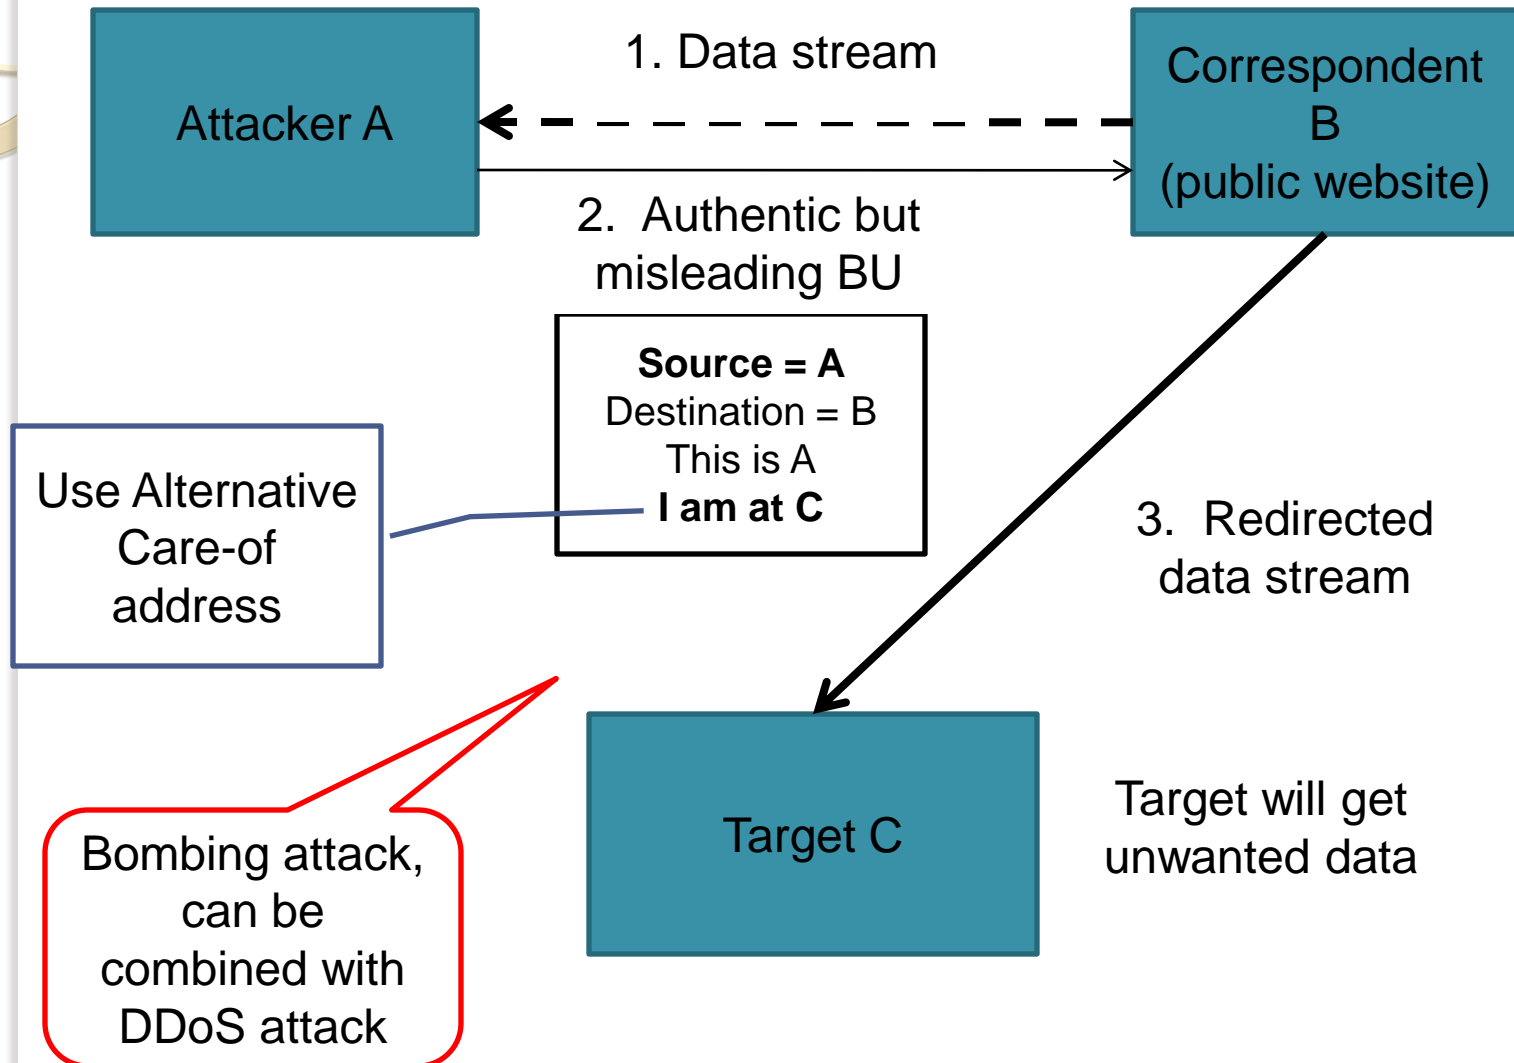 1. Data stream
Attacker A
Correspondent
B
(public website)
2. Authentic but
misleading BU
Source = A
Destination = B
This is A
I am at C
Use Alternative
Care-of
address
3. Redirected
data stream
Target C
Target will get
unwanted data
Bombing attack,
can be
combined with
DDoS attack